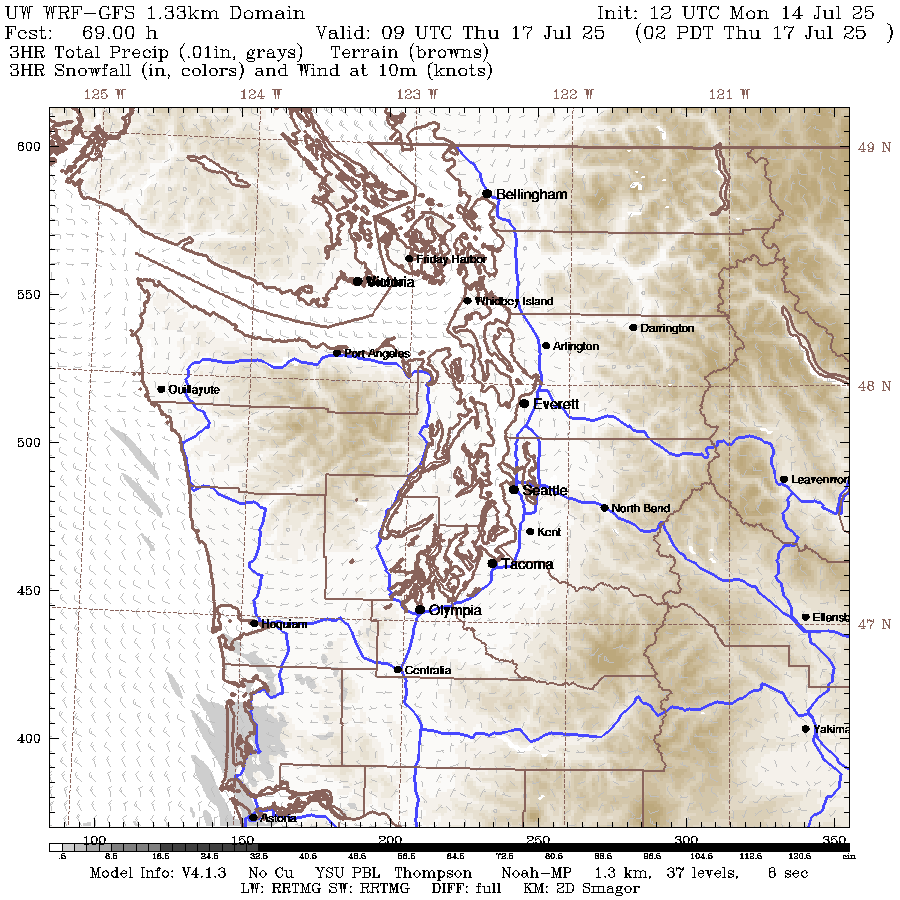 UW WRF-GFS 1.33km Domain Init: 12 UTC Mon 14 Jul 25
Fcst: 69.00 h Valid: 09 UTC Thu 17 Jul 25 (02 PDT Thu 17 Jul 25 )
3HR Total Precip (.01in, grays) Terrain (browns)
3HR Snowfall (in, colors) and Wind at 10m (knots)
125 W 124 W 123 W 122 W 121 W
600 49 N
Bellingham
Friday Harbor
Victoria
550 Whidbey Island
Darrington
Arlington
Port Angeles
Quillayute 48 N
Everett
500
Leavenwor
Seattle
North Bend
Kent
Tacoma
450
Olympia Ellensb
Hoquiam 47 N
Centralia
Yakima
400
Astoria
100 150 200 250 300 350
.5 8.5 16.5 24.5 32.5 40.5 48.5 56.5 64.5 72.5 80.5 88.5 96.5 104.5 112.5 120.5 cin
Model Info: V4.1.3 No Cu YSU PBL Thompson Noah-MP 1.3 km, 37 levels, 8 sec
LW: RRTMG SW: RRTMG DIFF: full KM: 2D Smagor